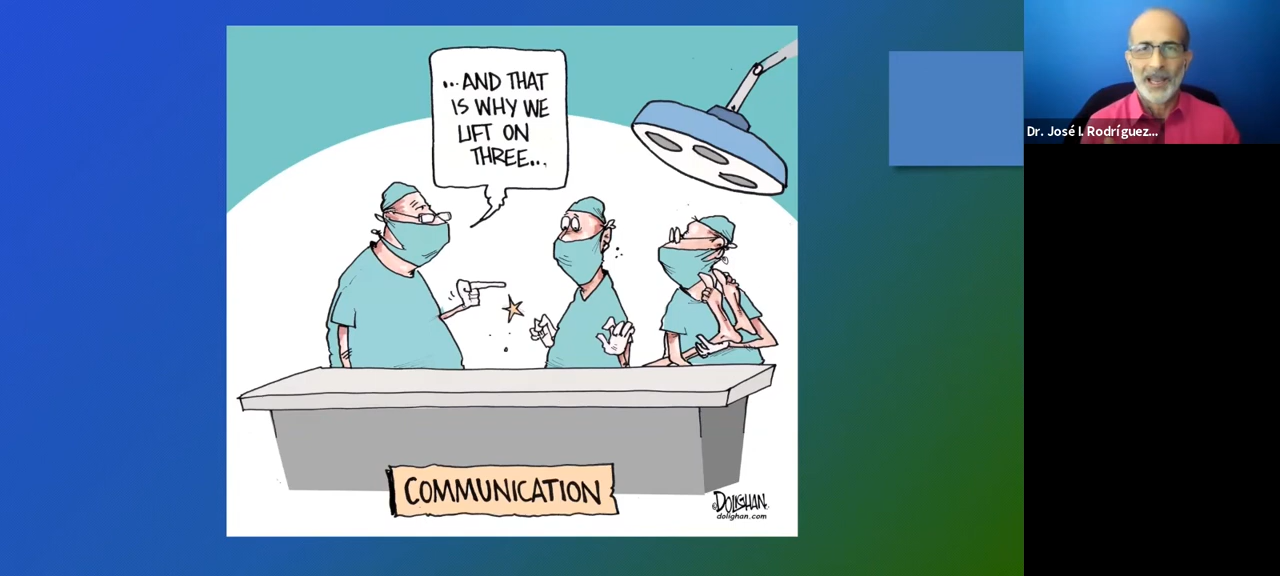 ...AND THAT
IS WHY WE
LIFT ON
THREE...
COMMUNICATION
©DOLIGHAN
dolighan.com
Dr. José I. Rodríguez...